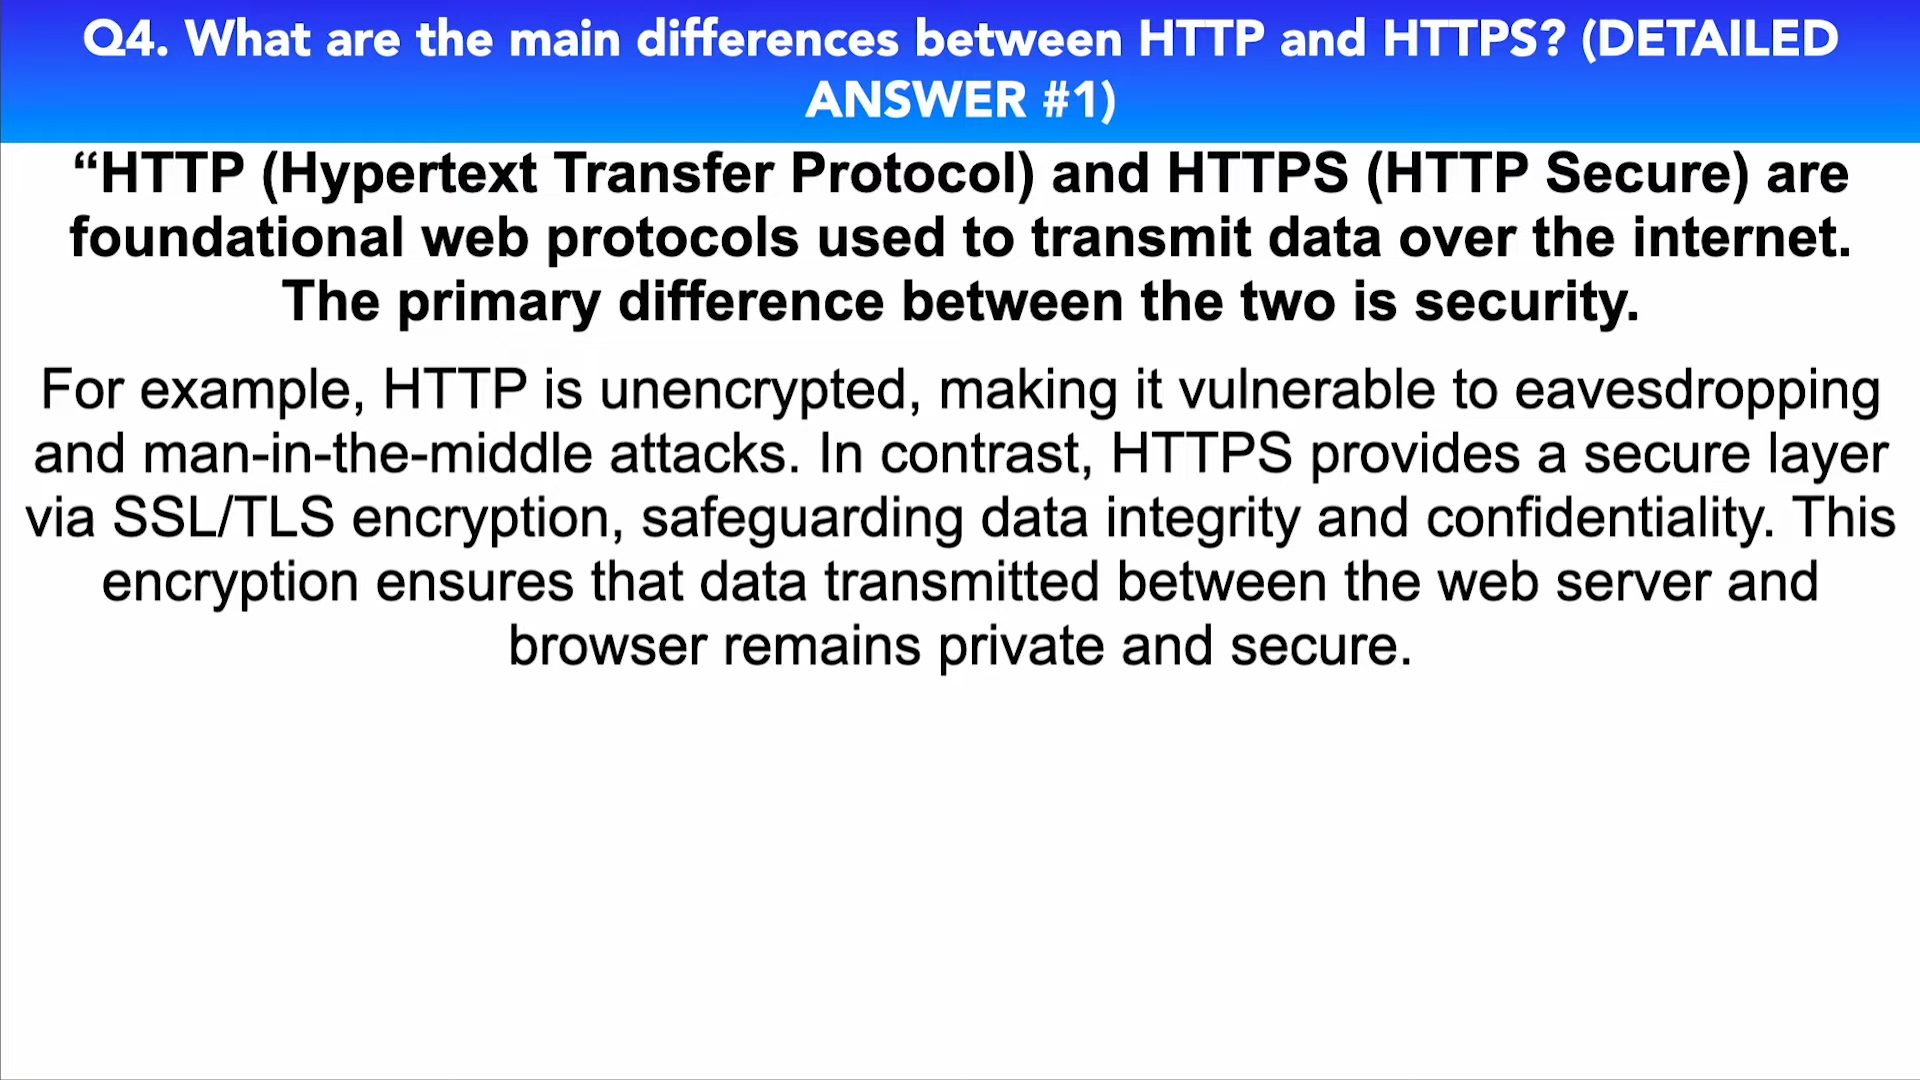 Q4. What are the main differences between HTTP and HTTPS? (DETAILED
ANSWER #1)
“HTTP (Hypertext Transfer Protocol) and HTTPS (HTTP Secure) are
foundational web protocols used to transmit data over the internet.
The primary difference between the two is security.
For example, HTTP is unencrypted, making it vulnerable to eavesdropping
and man-in-the-middle attacks. In contrast, HTTPS provides a secure layer
via SSL/TLS encryption, safeguarding data integrity and confidentiality. This
encryption ensures that data transmitted between the web server and
browser remains private and secure.